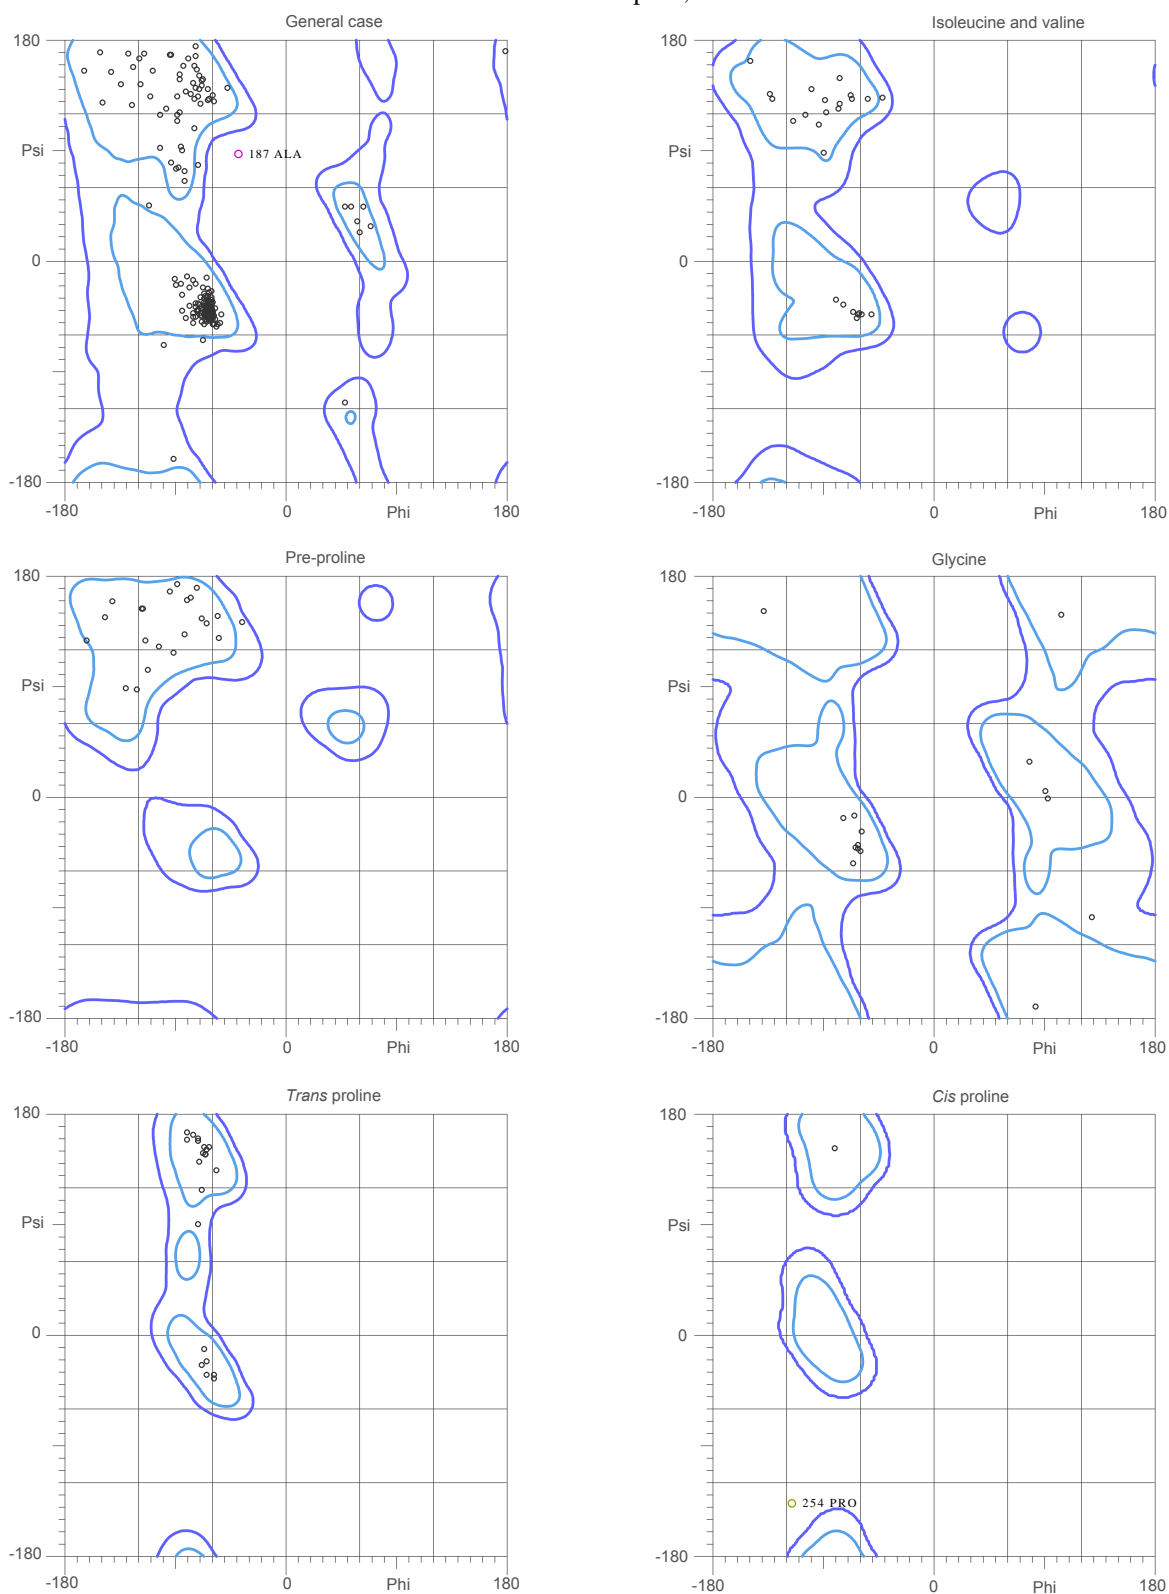 General case
180
Psi
0
-180
-180
0
Phi
180
187 ALA
Isoleucine and valine
180
Psi
0
-180
-180
0
Phi
180
Pre-proline
180
Psi
0
-180
-180
0
Phi
180
Glycine
180
Psi
0
-180
-180
0
Phi
180
Trans proline
180
Psi
0
-180
-180
0
Phi
180
Cis proline
180
Psi
0
-180
-180
0
Phi
180
254 PRO